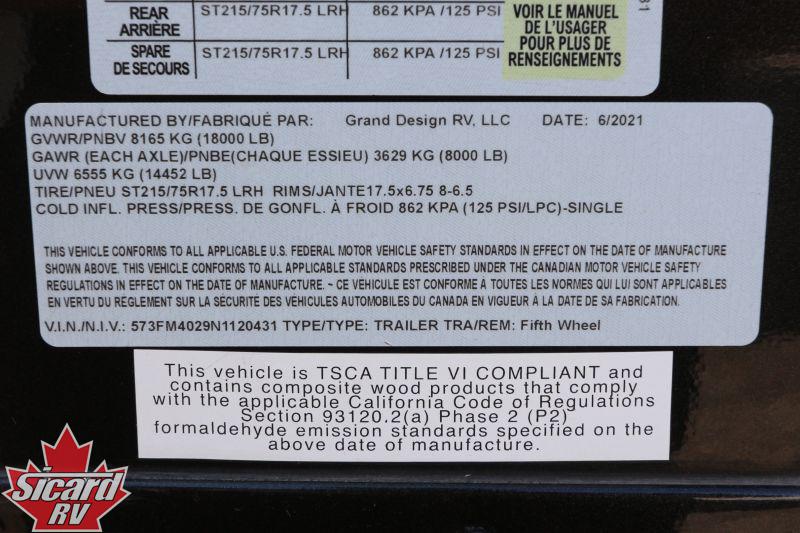 REAR ST215/75R17.5 LRH 862 KPA /125 PSI
ARRIÈRE
SPARE ST215/75R17.5 LRH 862 KPA /125 PSI
DE SECOURS
VOIR LE MANUEL
DE L'USAGER
POUR PLUS DE
RENSEIGNEMENTS
MANUFACTURED BY/FABRIQUÉ PAR: Grand Design RV, LLC DATE: 6/2021
GVWR/PNBV 8165 KG (18000 LB)
GAWR (EACH AXLE)/PNBE(CHAQUE ESSIEU) 3629 KG (8000 LB)
UVW 6555 KG (14452 LB)
TIRE/PNEU ST215/75R17.5 LRH RIMS/JANTE17.5x6.75 8-6.5
COLD INFL. PRESS/PRESS. DE GONFL. À FROID 862 KPA (125 PSI/LPC)-SINGLE
THIS VEHICLE CONFORMS TO ALL APPLICABLE U.S. FEDERAL MOTOR VEHICLE SAFETY STANDARDS IN EFFECT ON THE DATE OF MANUFACTURE
SHOWN ABOVE. THIS VEHICLE CONFORMS TO ALL APPLICABLE STANDARDS PRESCRIBED UNDER THE CANADIAN MOTOR VEHICLE SAFETY
REGULATIONS IN EFFECT ON THE DATE OF MANUFACTURE. ~ CE VÉHICULE EST CONFORME À TOUTES LES NORMES QUI LUI SONT APPLICABLES
EN VERTU DU RÉGLEMENT SUR LA SÉCURITÉ DES VÉHICULES AUTOMOBILES DU CANADA EN VIGUEUR À LA DATE DE SA FABRICATION.
V.I.N./N.I.V.: 573FM4029N1120431 TYPE/TYPE: TRAILER TRA/REM: Fifth Wheel
This vehicle is TSCA TITLE VI COMPLIANT and
contains composite wood products that comply
with the applicable California Code of Regulations
Section 93120.2(a) Phase 2 (P2)
formaldehyde emission standards specified on the
above date of manufacture.
Sicard
RV